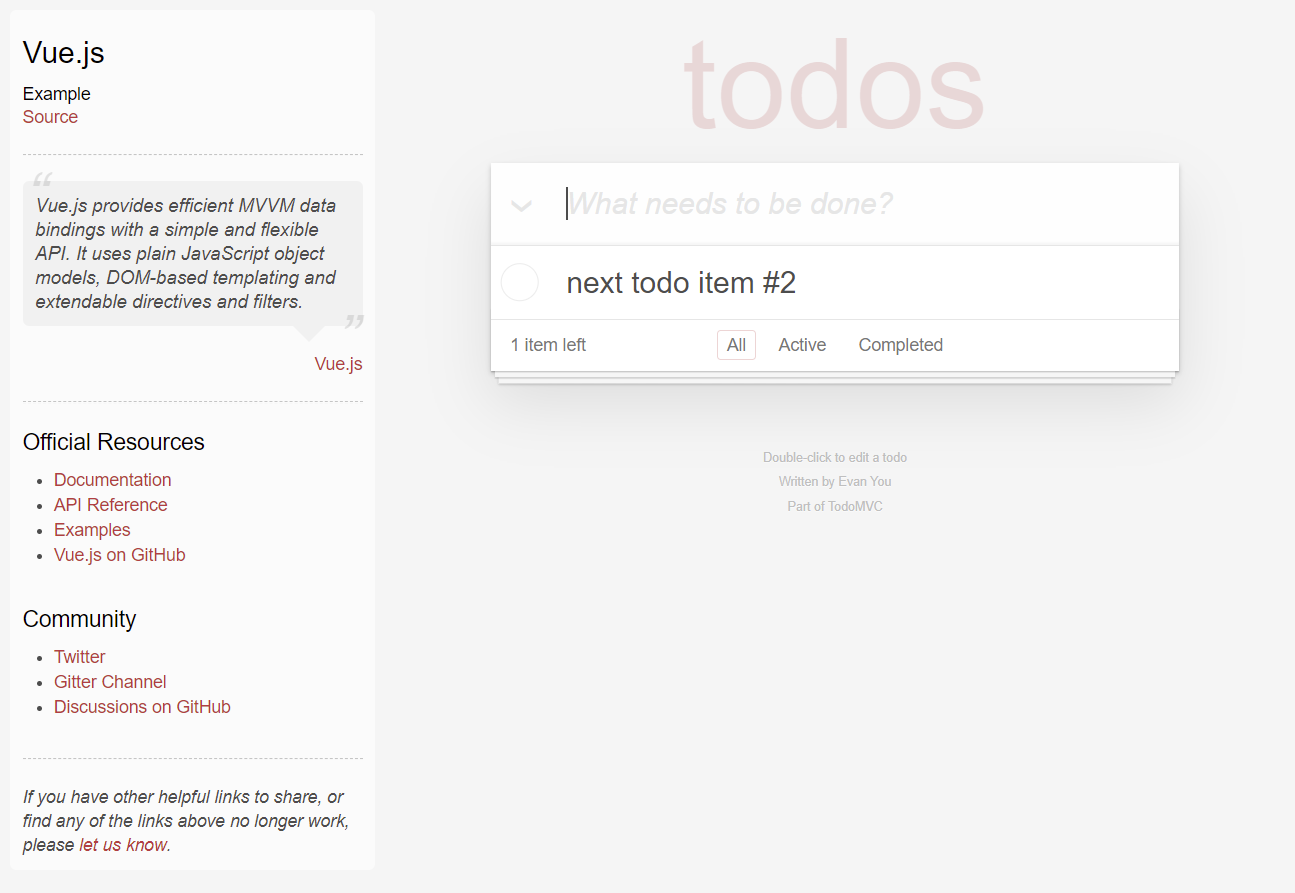 Vue.js
Example
Source
“
Vue.js provides efficient MVVM data
bindings with a simple and flexible
API. It uses plain JavaScript object
models, DOM-based templating and
extendable directives and filters.
”
Vue.js
Official Resources
Documentation
API Reference
Examples
Vue.js on GitHub
Community
Twitter
Gitter Channel
Discussions on GitHub
If you have other helpful links to share, or
find any of the links above no longer work,
please let us know.
todos
What needs to be done?
next todo item #2
1 item left All Active Completed
Double-click to edit a todo
Written by Evan You
Part of TodoMVC